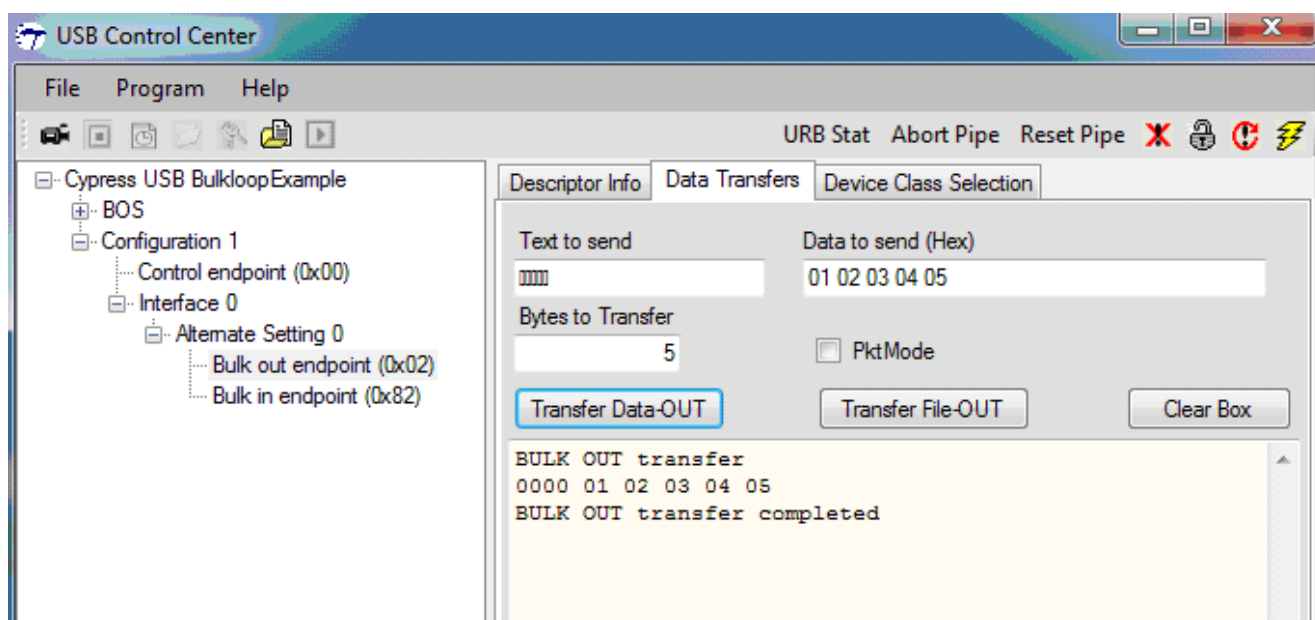 USB Control Center
File Program Help
URB Stat Abort Pipe Reset Pipe
Cypress USB BulkloopExample
BOS
Configuration 1
Control endpoint (0x00)
Interface 0
Alternate Setting 0
Bulk out endpoint (0x02)
Bulk in endpoint (0x82)
Descriptor Info Data Transfers Device Class Selection
Text to send Data to send (Hex)
01 02 03 04 05
Bytes to Transfer
5 PktMode
Transfer Data-OUT Transfer File-OUT Clear Box
BULK OUT transfer
0000 01 02 03 04 05
BULK OUT transfer completed